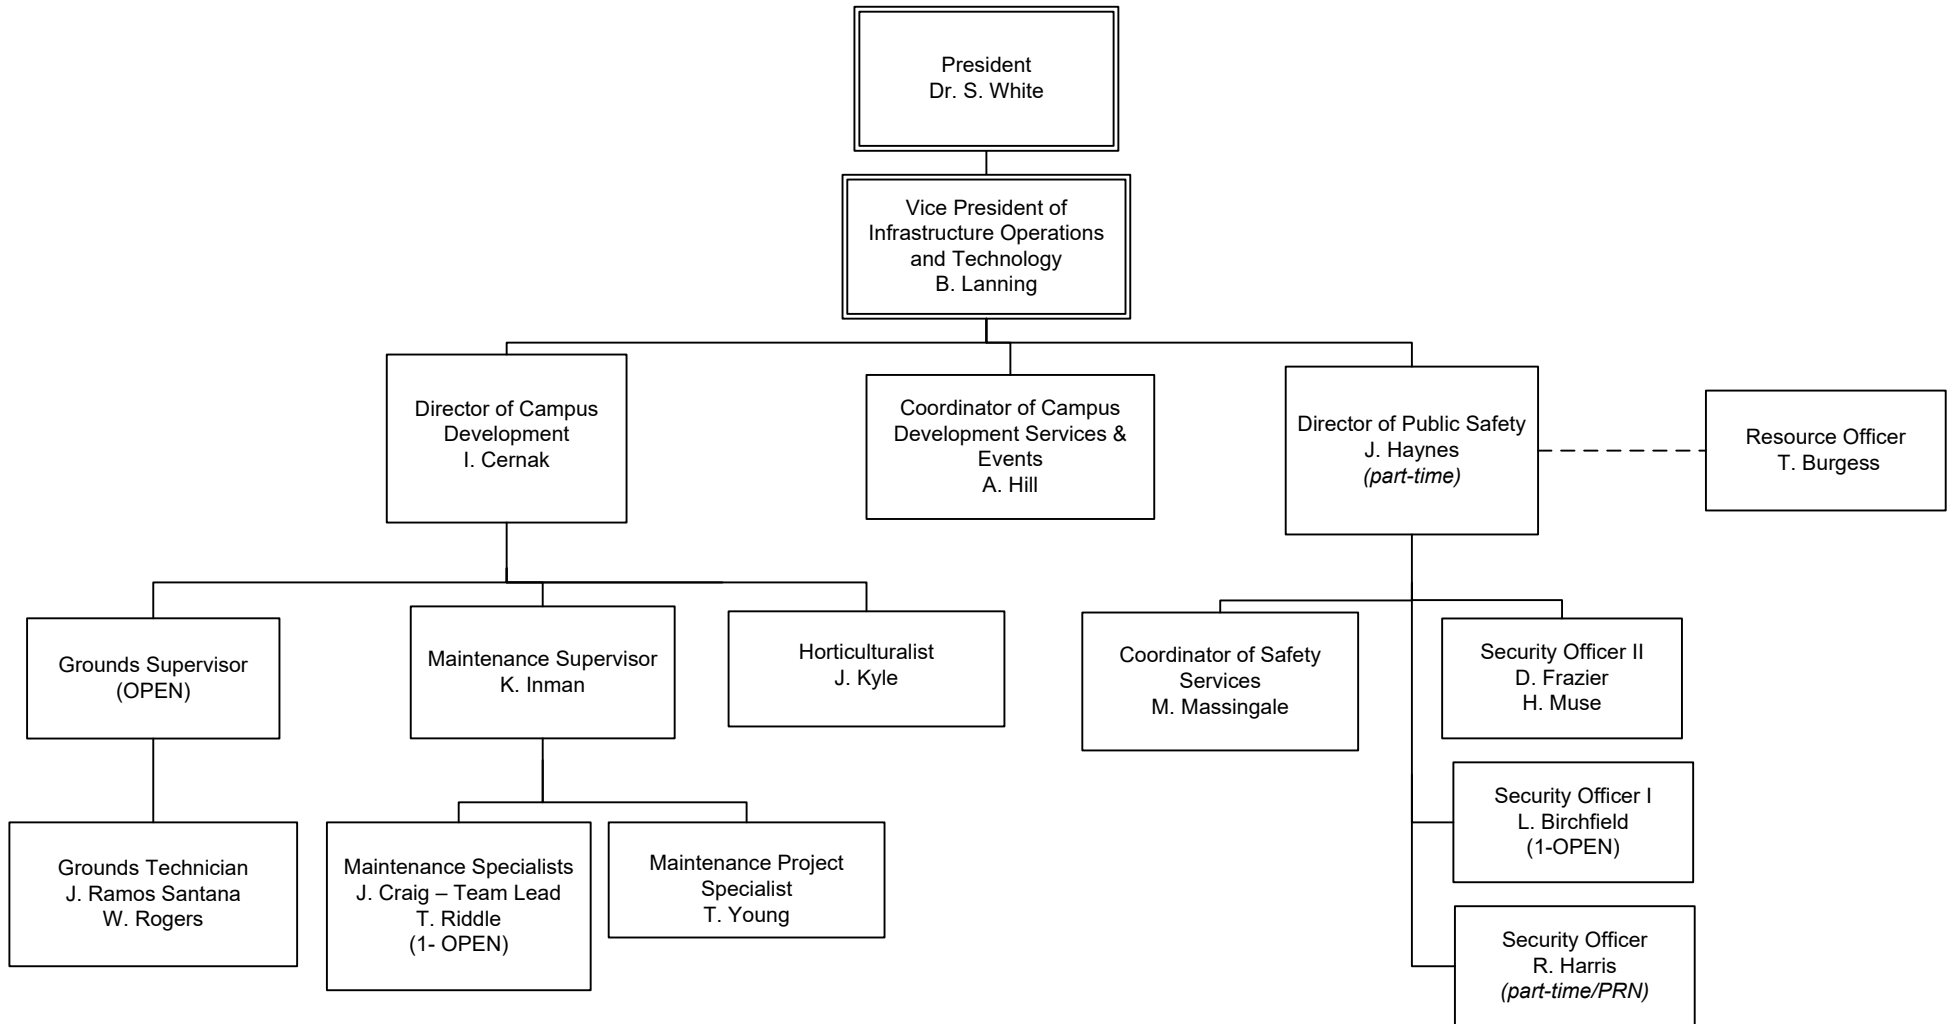 President
Dr. S. White
Vice President of
Infrastructure Operations
and Technology
B. Lanning
Director of Campus
Development
I. Cernak
Coordinator of Campus
Development Services &
Events
A. Hill
Director of Public Safety
J. Haynes
(part-time)
Resource Officer
T. Burgess
Grounds Supervisor
(OPEN)
Maintenance Supervisor
K. Inman
Horticulturalist
J. Kyle
Coordinator of Safety
Services
M. Massingale
Security Officer II
D. Frazier
H. Muse
Grounds Technician
J. Ramos Santana
W. Rogers
Maintenance Specialists
J. Craig – Team Lead
T. Riddle
(1- OPEN)
Maintenance Project
Specialist
T. Young
Security Officer I
L. Birchfield
(1-OPEN)
Security Officer
R. Harris
(part-time/PRN)